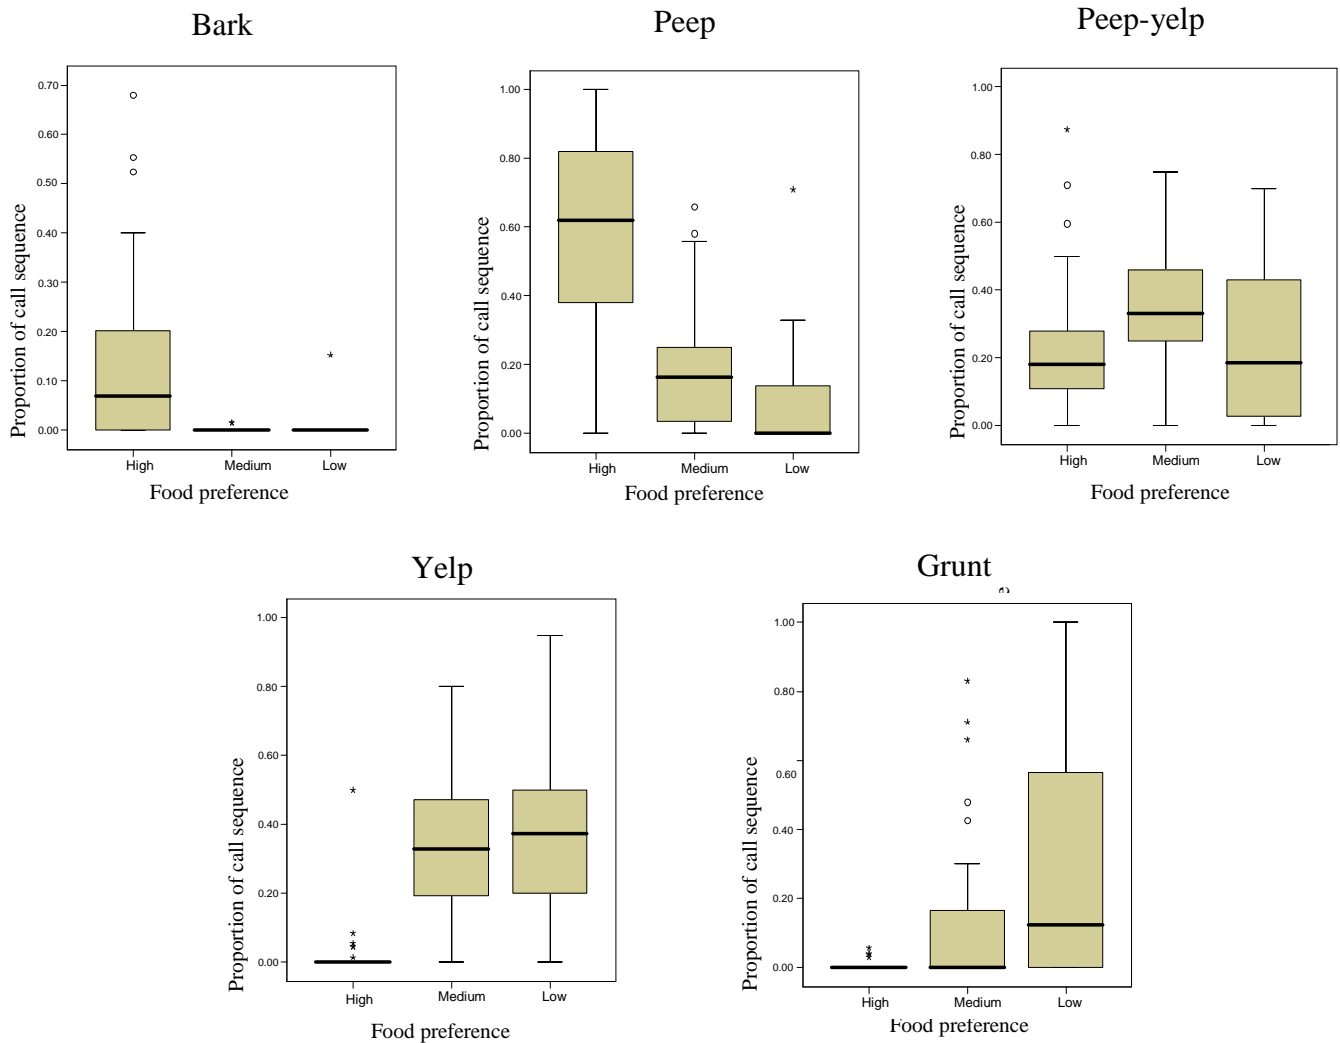 Bark
Proportion of call sequence
0.70
0.60
0.50
0.40
0.30
0.20
0.10
0.00
High Medium Low
Food preference
Peep
Proportion of call sequence
1.00
0.80
0.60
0.40
0.20
0.00
High Medium Low
Food preference
Peep-yelp
Proportion of call sequence
1.00
0.80
0.60
0.40
0.20
0.00
High Medium Low
Food preference
Yelp
Proportion of call sequence
1.00
0.80
0.60
0.40
0.20
0.00
High Medium Low
Food preference
Grunt
Proportion of call sequence
1.00
0.80
0.60
0.40
0.20
0.00
High Medium Low
Food preference